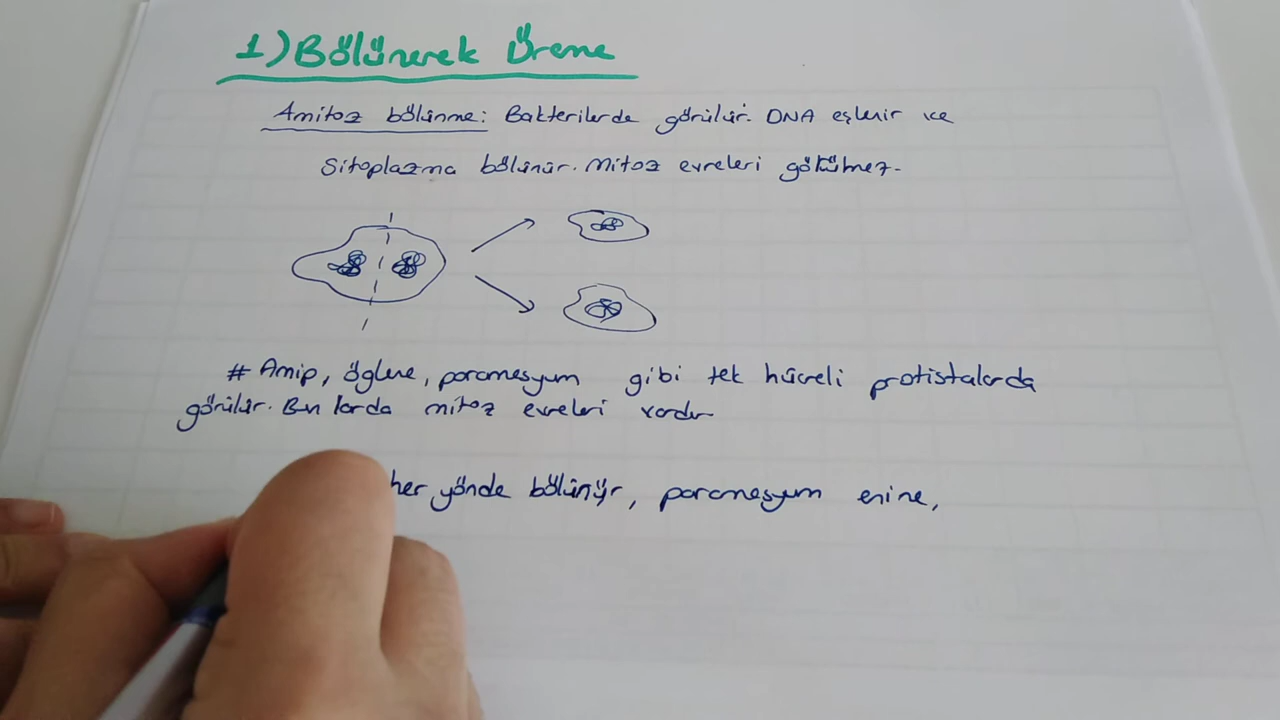 1) Bölünerek Üreme
Amitoz bölünme: Bakterilerde görülür. DNA eşlenir ve
Sitoplazma bölünür. Mitoz evreleri görülmez.
# Amip, öglena, paramesyum gibi tek hücreli protistalarda
görülür. Bunlarda mitoz evreleri vardır
her yönde bölünür, paramesyum enine,